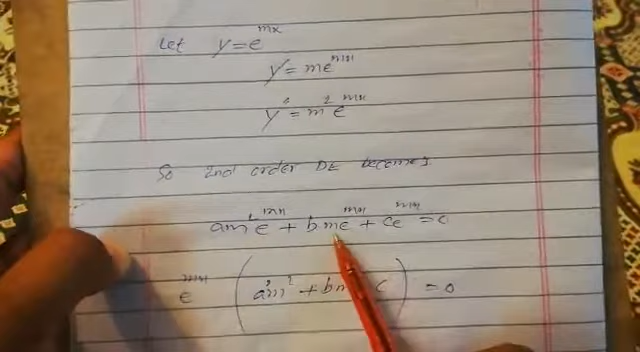 Let y = e^mx
y' = me^mx
y" = m²e^mx
So 2nd order DE becomes
am²e^mx + bme^mx + ce^mx = 0
e^mx (am² + bm c) = 0